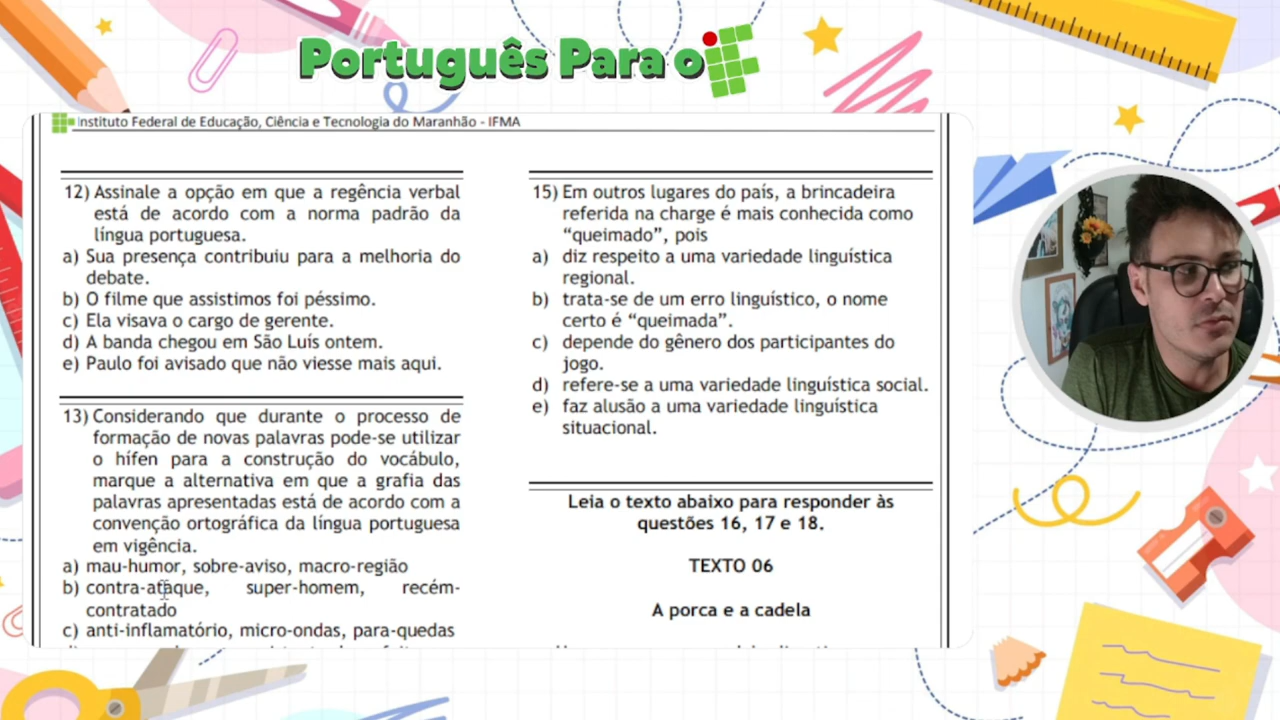 Português Para o
Instituto Federal de Educação, Ciência e Tecnologia do Maranhão - IFMA
12) Assinale a opção em que a regência verbal
está de acordo com a norma padrão da
língua portuguesa.
a) Sua presença contribuiu para a melhoria do
debate.
b) O filme que assistimos foi péssimo.
c) Ela visava o cargo de gerente.
d) A banda chegou em São Luís ontem.
e) Paulo foi avisado que não viesse mais aqui.
13) Considerando que durante o processo de
formação de novas palavras pode-se utilizar
o hífen para a construção do vocábulo,
marque a alternativa em que a grafia das
palavras apresentadas está de acordo com a
convenção ortográfica da língua portuguesa
em vigência.
a) mau-humor, sobre-aviso, macro-região
b) contra-ataque, super-homem, recém-
contratado
c) anti-inflamatório, micro-ondas, para-quedas
15) Em outros lugares do país, a brincadeira
referida na charge é mais conhecida como
“queimado”, pois
a) diz respeito a uma variedade linguística
regional.
b) trata-se de um erro linguístico, o nome
certo é “queimada”.
c) depende do gênero dos participantes do
jogo.
d) refere-se a uma variedade linguística social.
e) faz alusão a uma variedade linguística
situacional.
Leia o texto abaixo para responder às
questões 16, 17 e 18.
TEXTO 06
A porca e a cadela